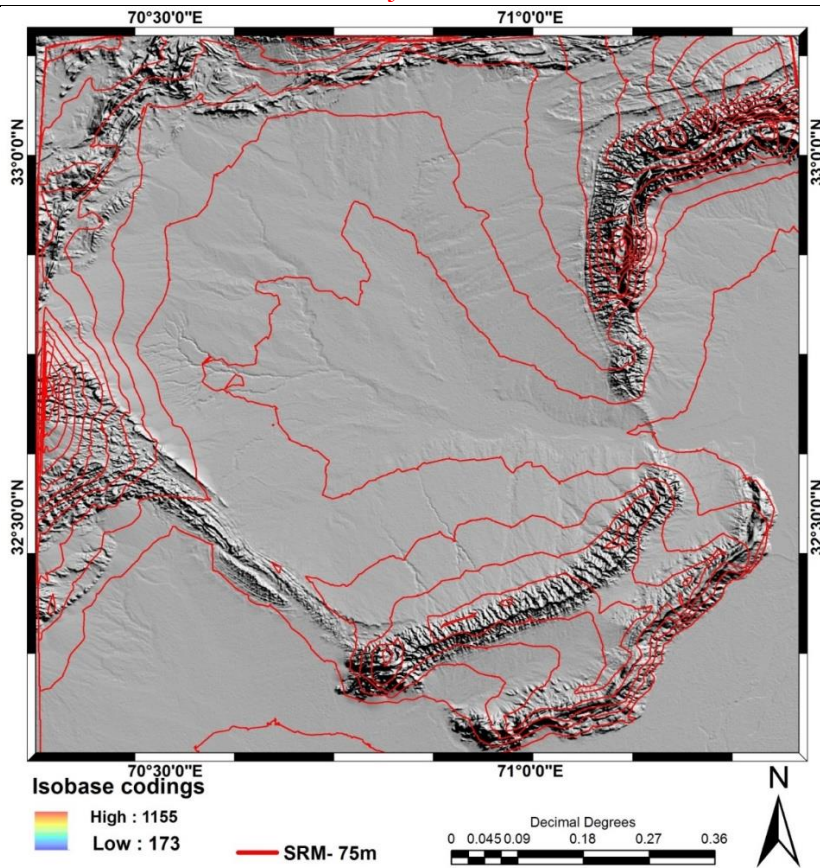 70°30'0"E 71°0'0"E
33°0'0"N 33°0'0"N
32°30'0"N 32°30'0"N
70°30'0"E 71°0'0"E
Isobase codings
High : 1155
Low : 173
SRM- 75m
Decimal Degrees
0 0.045 0.09 0.18 0.27 0.36
N